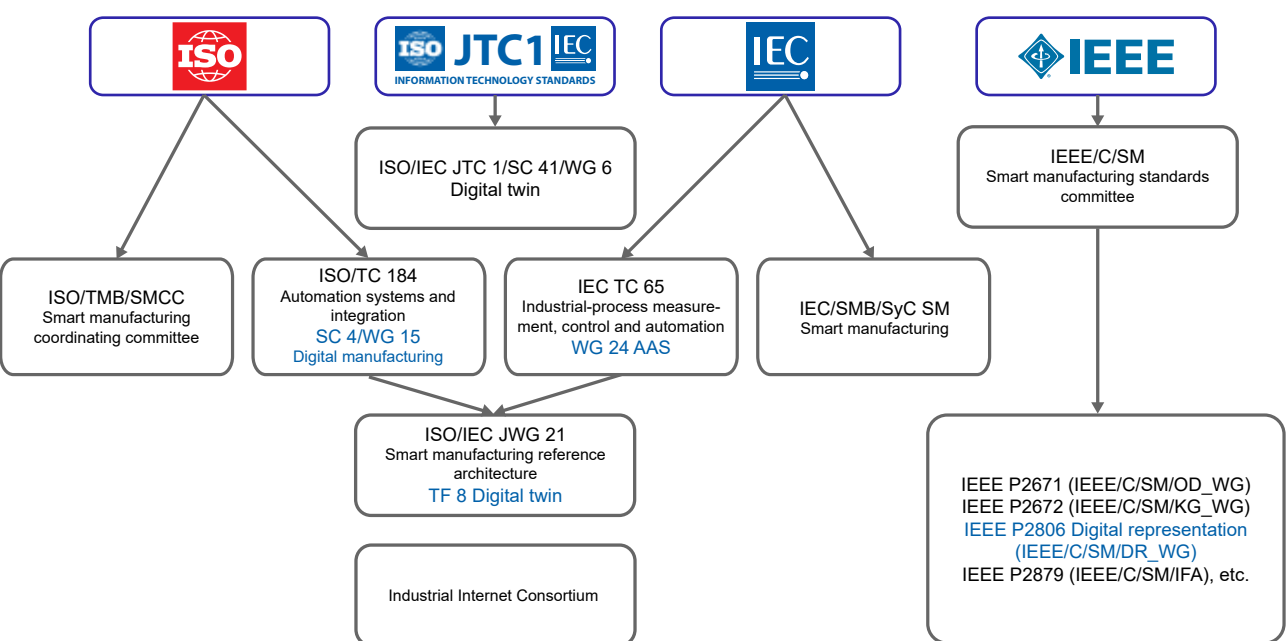 ISO
ISO JTC1 IEC
INFORMATION TECHNOLOGY STANDARDS
IEC
IEEE
ISO/IEC JTC 1/SC 41/WG 6
Digital twin
IEEE/C/SM
Smart manufacturing standards
committee
ISO/TMB/SMCC
Smart manufacturing
coordinating committee
ISO/TC 184
Automation systems and
integration
SC 4/WG 15
Digital manufacturing
IEC TC 65
Industrial-process measure-
ment, control and automation
WG 24 AAS
IEC/SMB/SyC SM
Smart manufacturing
ISO/IEC JWG 21
Smart manufacturing reference
architecture
TF 8 Digital twin
IEEE P2671 (IEEE/C/SM/OD_WG)
IEEE P2672 (IEEE/C/SM/KG_WG)
IEEE P2806 Digital representation
(IEEE/C/SM/DR_WG)
IEEE P2879 (IEEE/C/SM/IFA), etc.
Industrial Internet Consortium